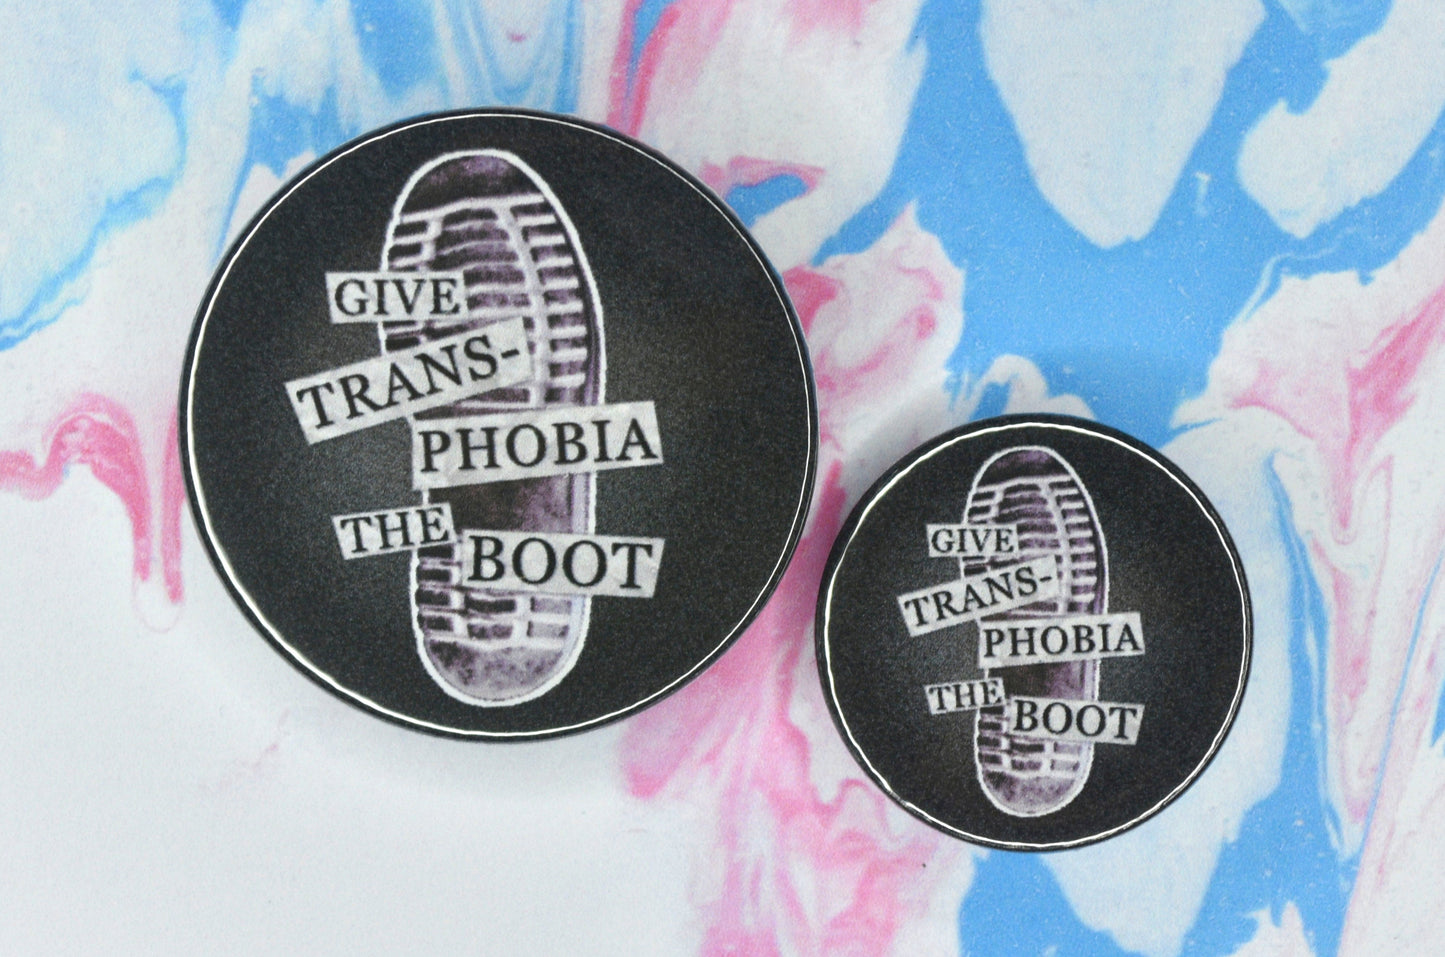 GIVE
TRANS-
PHOBIA
THE
BOOT
GIVE
TRANS-
PHOBIA
THE
BOOT